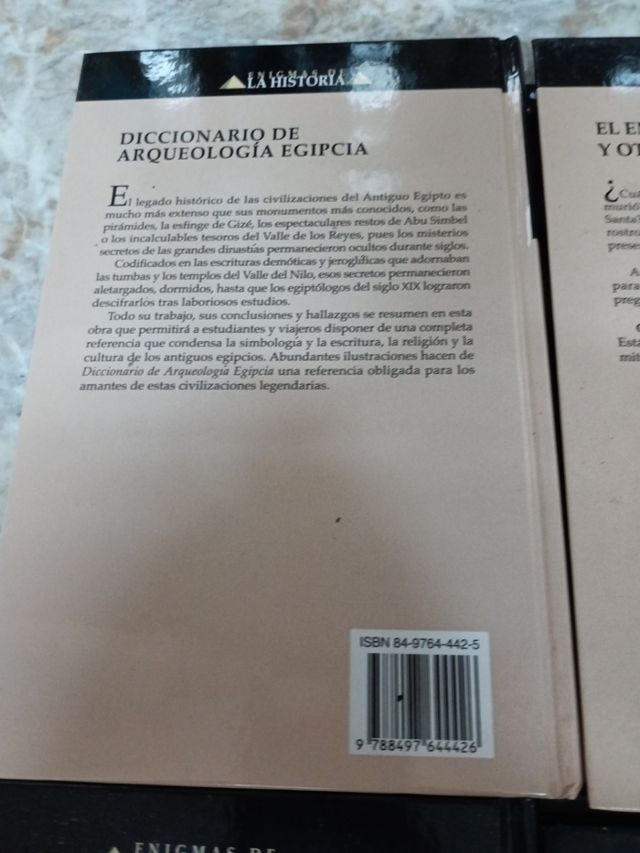 ENIGMAS DE
LA HISTORIA
DICCIONARIO DE
ARQUEOLOGÍA EGIPCIA
El legado histórico de las civilizaciones del Antiguo Egipto es
mucho más extenso que sus monumentos más conocidos, como las
pirámides, la esfinge de Gizé, los espectaculares restos de Abu Simbel
o los incalculables tesoros del Valle de los Reyes, pues los misterios
secretos de las grandes dinastías permanecieron ocultos durante siglos.
Codificados en las escrituras demóticas y jeroglíficas que adornaban
las tumbas y los templos del Valle del Nilo, esos secretos permanecieron
aletargados, dormidos, hasta que los egiptólogos del siglo XIX lograron
descifrarlos tras laboriosos estudios.
Todo su trabajo, sus conclusiones y hallazgos se resumen en esta
obra que permitirá a estudiantes y viajeros disponer de una completa
referencia que condensa la simbología y la escritura, la religión y la
cultura de los antiguos egipcios. Abundantes ilustraciones hacen de
Diccionario de Arqueología Egipcia una referencia obligada para los
amantes de estas civilizaciones legendarias.
ISBN 84-9764-442-5
9 788497 644426
EL
Y
murió
Santa?
rostro
para
ENIGMAS DE